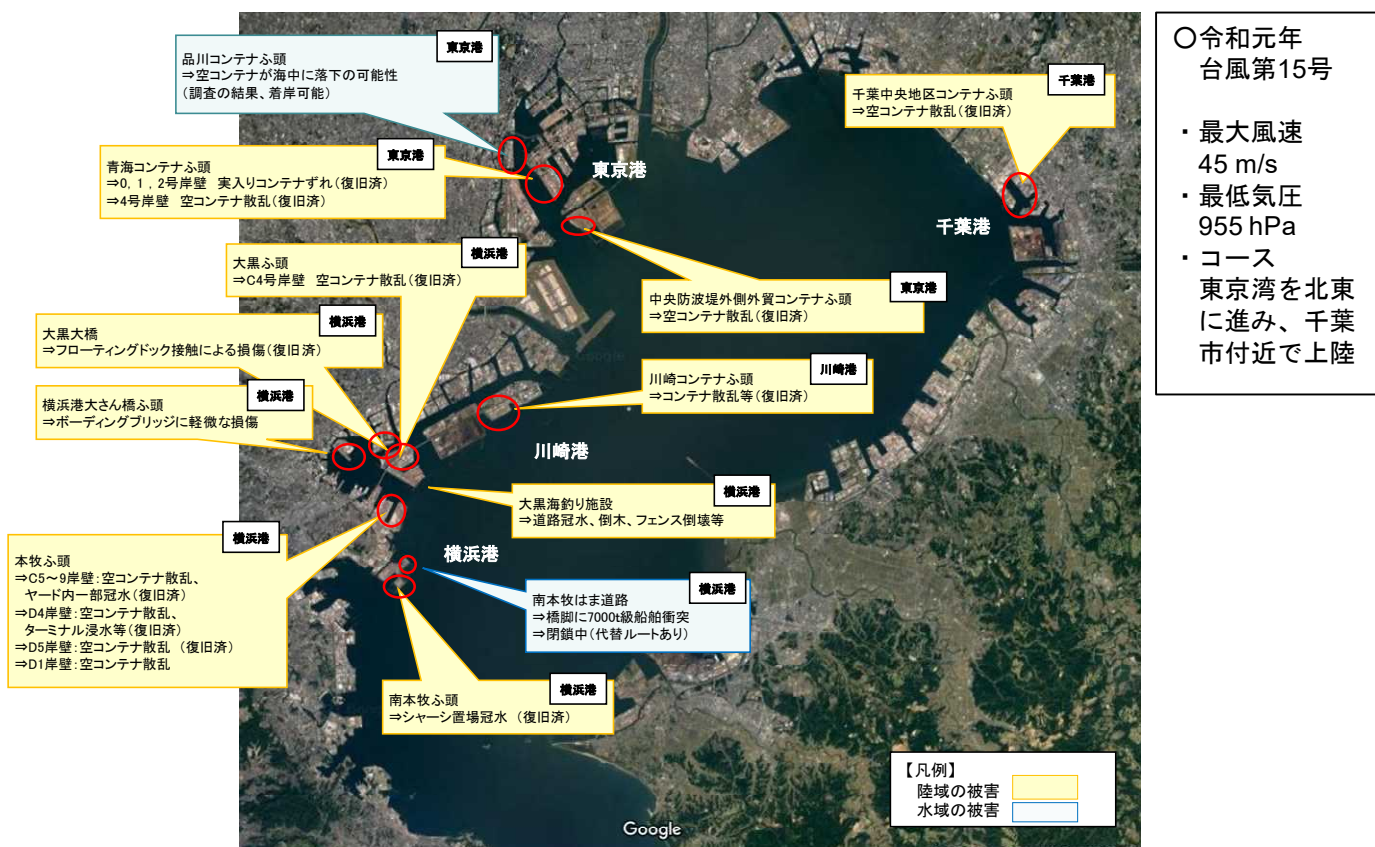 東京港
品川コンテナふ頭
⇒空コンテナが海中に落下の可能性
(調査の結果、着岸可能)
東京港
青海コンテナふ頭
⇒0, 1 , 2号岸壁 実入りコンテナずれ(復旧済)
⇒4号岸壁 空コンテナ散乱(復旧済)
横浜港
大黒ふ頭
⇒C4号岸壁 空コンテナ散乱(復旧済)
横浜港
大黒大橋
⇒フローティングドック接触による損傷(復旧済)
横浜港
横浜港大さん橋ふ頭
⇒ボーディングブリッジに軽微な損傷
横浜港
本牧ふ頭
⇒C5~9岸壁:空コンテナ散乱、
ヤード内一部冠水(復旧済)
⇒D4岸壁:空コンテナ散乱、
ターミナル浸水等(復旧済)
⇒D5岸壁:空コンテナ散乱 (復旧済)
⇒D1岸壁:空コンテナ散乱
横浜港
南本牧ふ頭
⇒シャーシ置場冠水 (復旧済)
千葉港
千葉中央地区コンテナふ頭
⇒空コンテナ散乱(復旧済)
東京港
千葉港
東京港
中央防波堤外側外貿コンテナふ頭
⇒空コンテナ散乱(復旧済)
Google
川崎港
川崎コンテナふ頭
⇒コンテナ散乱等(復旧済)
川崎港
横浜港
大黒海釣り施設
⇒道路冠水、倒木、フェンス倒壊等
横浜港
横浜港
南本牧はま道路
⇒橋脚に7000t級船舶衝突
⇒閉鎖中(代替ルートあり)
【凡例】
陸域の被害
水域の被害
Google
○令和元年
台風第15号
・最大風速
45 m/s
・最低気圧
955 hPa
・コース
東京湾を北東
に進み、千葉
市付近で上陸